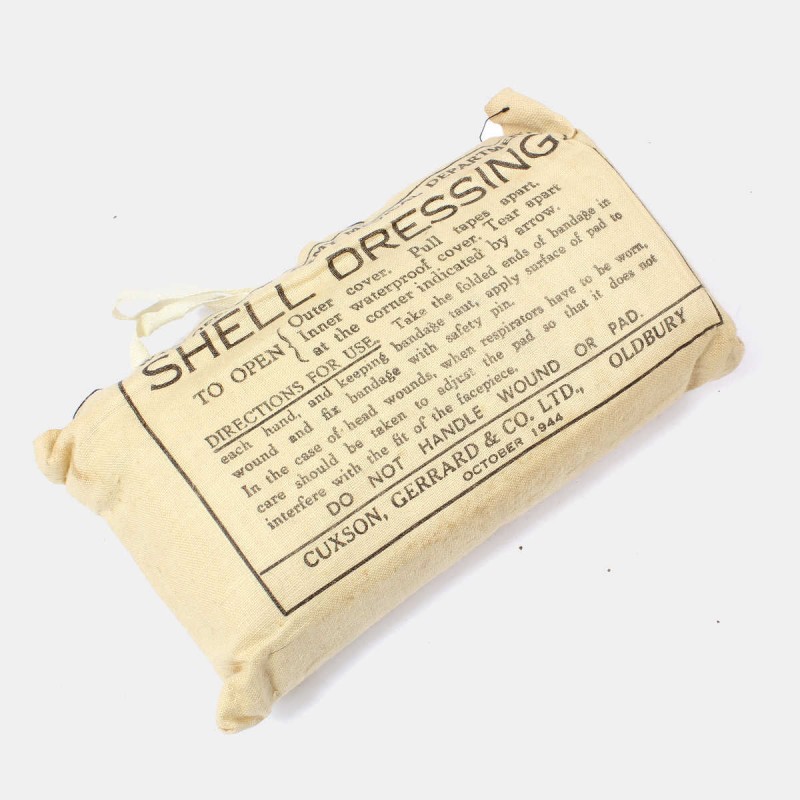 MEDICAL DEPARTMENT
SHELL DRESSING
TO OPEN { Outer cover. Pull tapes apart.
Inner waterproof cover. Tear apart
at the corner indicated by arrow.
DIRECTIONS FOR USE. Take the folded ends of bandage in
each hand, and keeping bandage taut, apply surface of pad to
wound and fix bandage with safety pin.
In the case of head wounds, when respirators have to be worn,
care should be taken to adjust the pad so that it does not
interfere with the fit of the facepiece.
DO NOT HANDLE WOUND OR PAD.
CUXSON, GERRARD & CO. LTD., OLDBURY
OCTOBER 1944